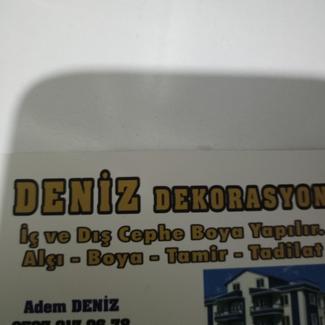 DENİZ DEKORASYON
İç ve Dış Cephe Boya Yapılır.
Alçı - Boya - Tamir - Tadilat
Adem DENİZ